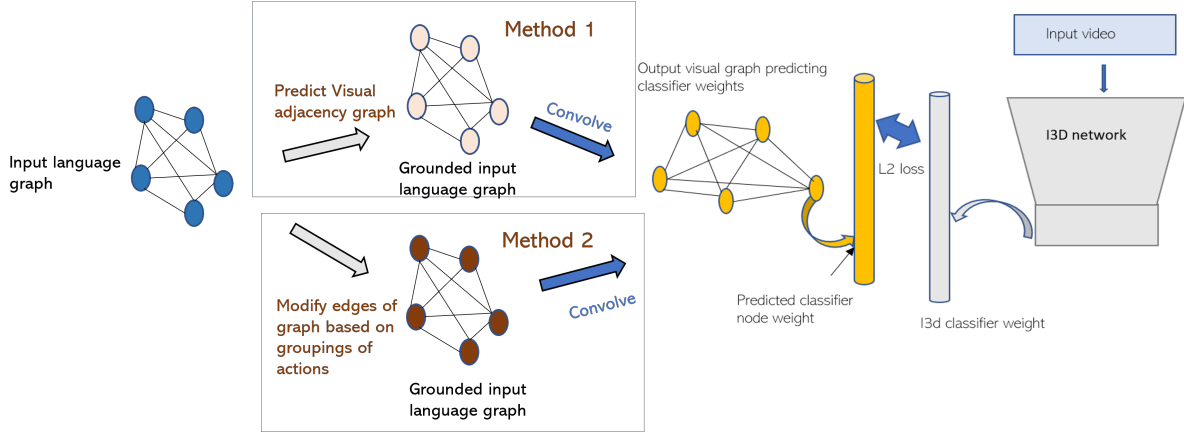 Input language
graph
Method 1
Predict Visual
adjacency graph
Convolve
Grounded input
language graph
Method 2
Modify edges of
graph based on
groupings of
actions
Convolve
Grounded input
language graph
Output visual graph predicting
classifier weights
Predicted classifier
node weight
L2 loss
I3d classifier weight
Input video
I3D network